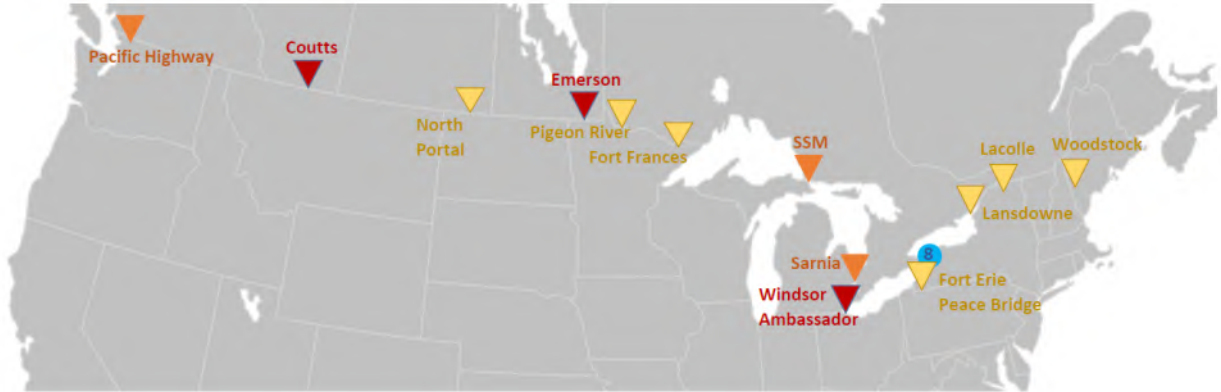 Pacific Highway
Coutts
North
Portal
Emerson
Pigeon River
Fort Frances
SSM
Lacolle
Woodstock
Lansdowne
8
Sarnia
Fort Erie
Peace Bridge
Windsor
Ambassador